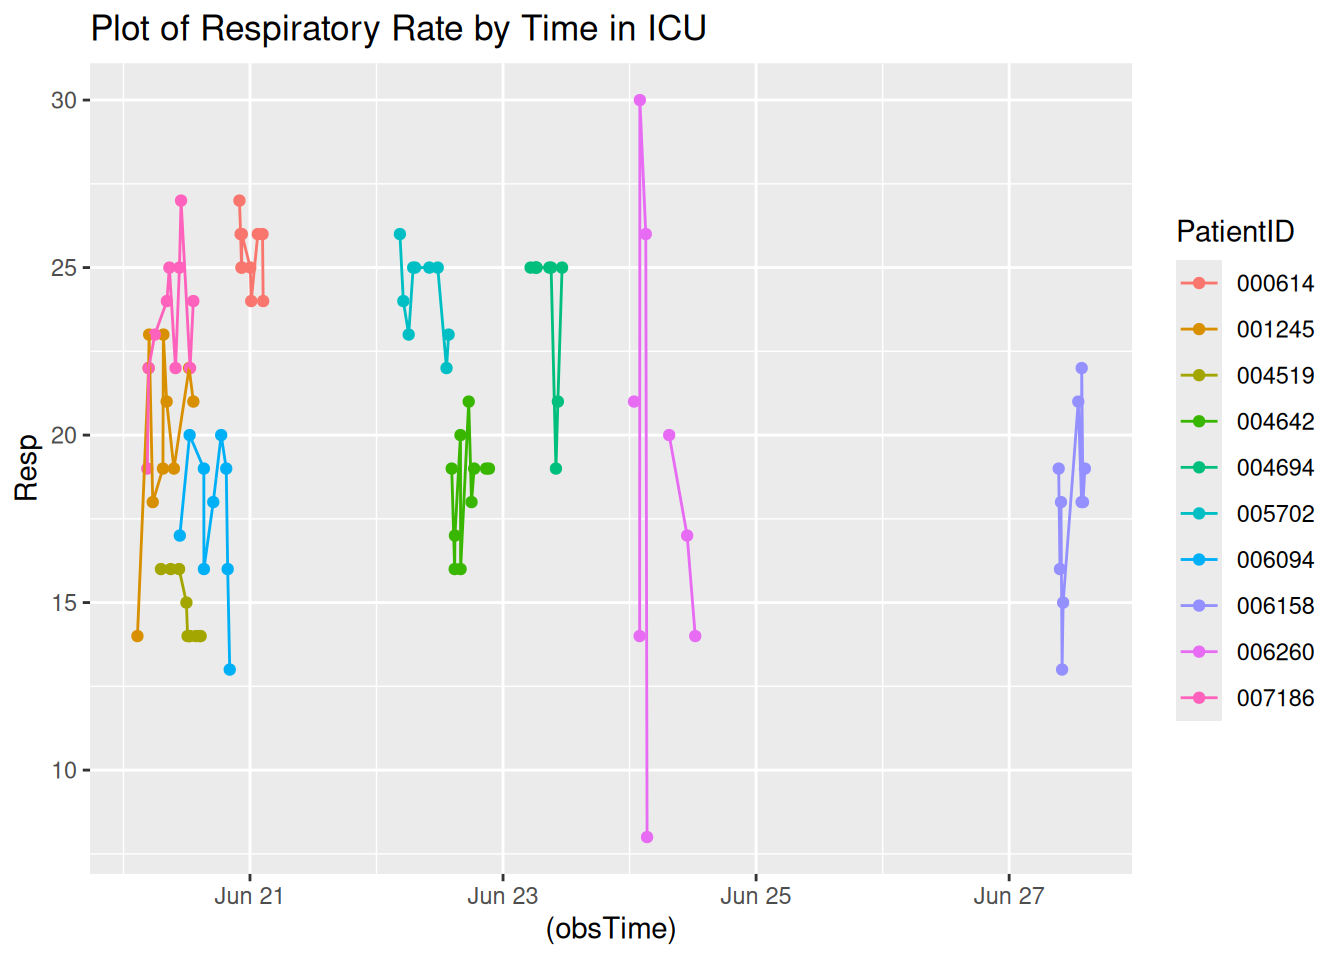 Plot of Respiratory Rate by Time in ICU
30
25
20
15
10
Resp
Jun 21
Jun 23
Jun 25
Jun 27
(obsTime)
PatientID
000614
001245
004519
004642
004694
005702
006094
006158
006260
007186